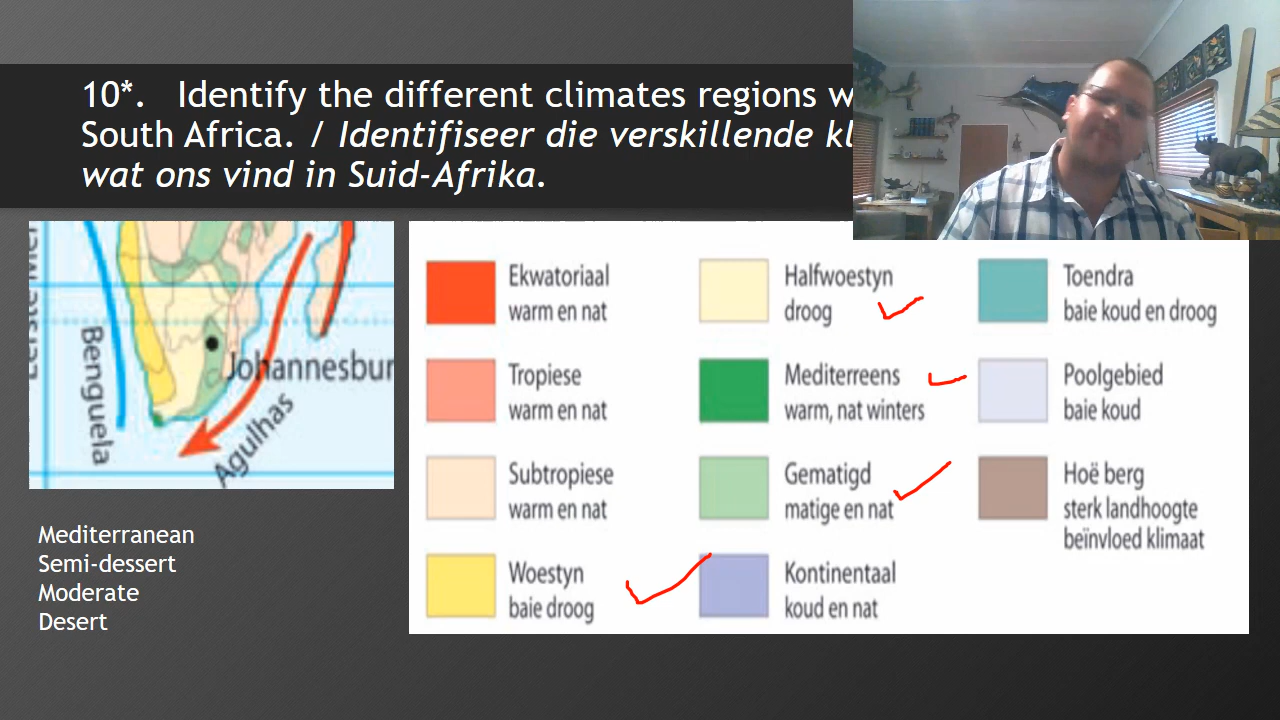 10*. Identify the different climates regions w
South Africa. / Identifiseer die verskillende kl
wat ons vind in Suid-Afrika.
Benguela
Johannesbur
Agulhas
Mediterranean
Semi-dessert
Moderate
Desert
Ekwatoriaal
warm en nat
Tropiese
warm en nat
Subtropiese
warm en nat
Woestyn
baie droog
Halfwoestyn
droog
Mediterreens
warm, nat winters
Gematigd
matige en nat
Kontinentaal
koud en nat
Toendra
baie koud en droog
Poolgebied
baie koud
Hoë berg
sterk landhoogte
beïnvloed klimaat